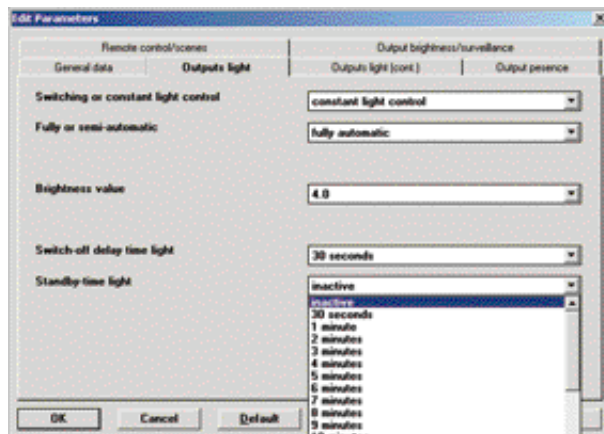 Edit Parameters
Remote control/scenes
Output brightness/surveillance
General data
Outputs light
Outputs light (cont.)
Output pesence
Switching or constant light control
constant light control
Fully or semi-automatic
fully automatic
Brightness value
4.0
Switch-off delay time light
30 seconds
Standby-time light
inactive
inactive
30 seconds
1 minute
2 minutes
3 minutes
4 minutes
5 minutes
6 minutes
7 minutes
8 minutes
9 minutes
OK
Cancel
Default